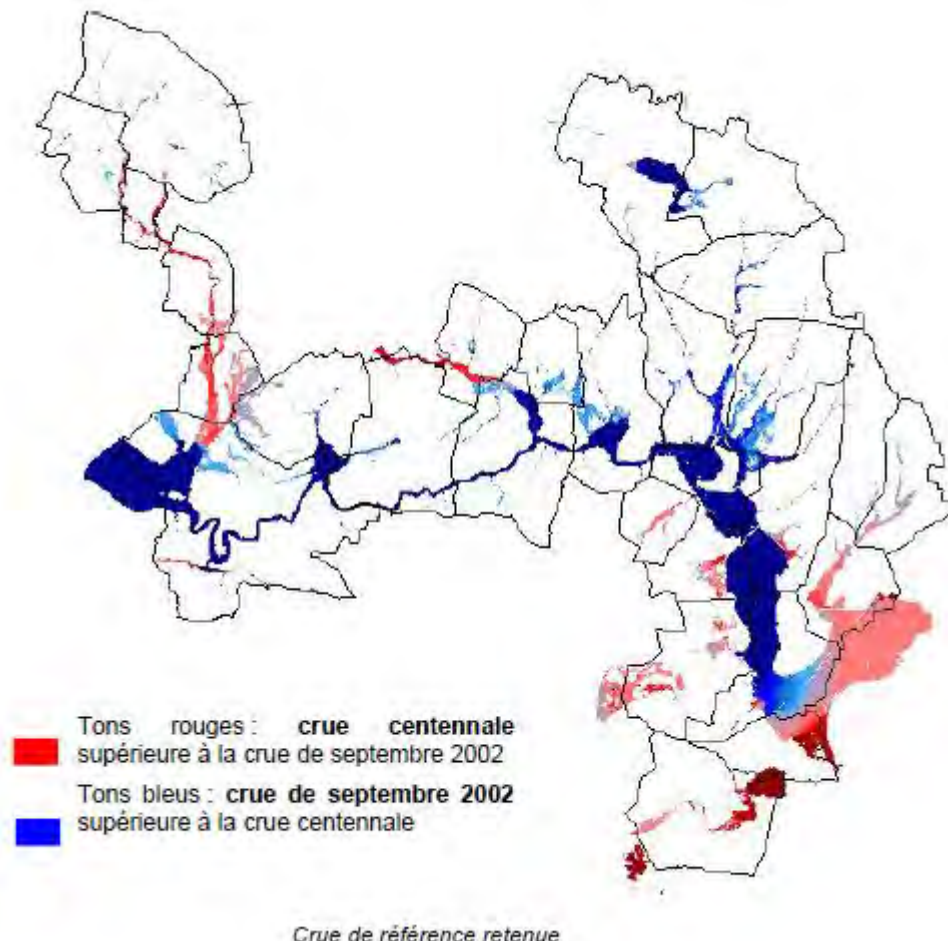 Tons rouges : crue centennale
supérieure à la crue de septembre 2002
Tons bleus : crue de septembre 2002
supérieure à la crue centennale
Crue de référence retenue